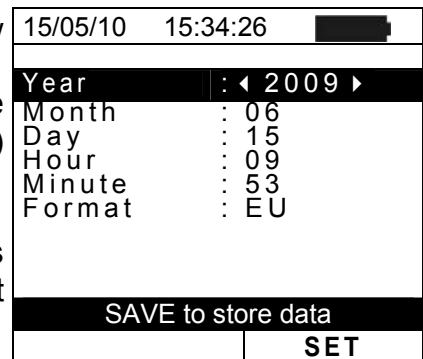 y
e
)
s
t
15/05/10 15:34:26
Year : 2009
Month : 06
Day : 15
Hour : 09
Minute : 53
Format : EU
SAVE to store data
SET